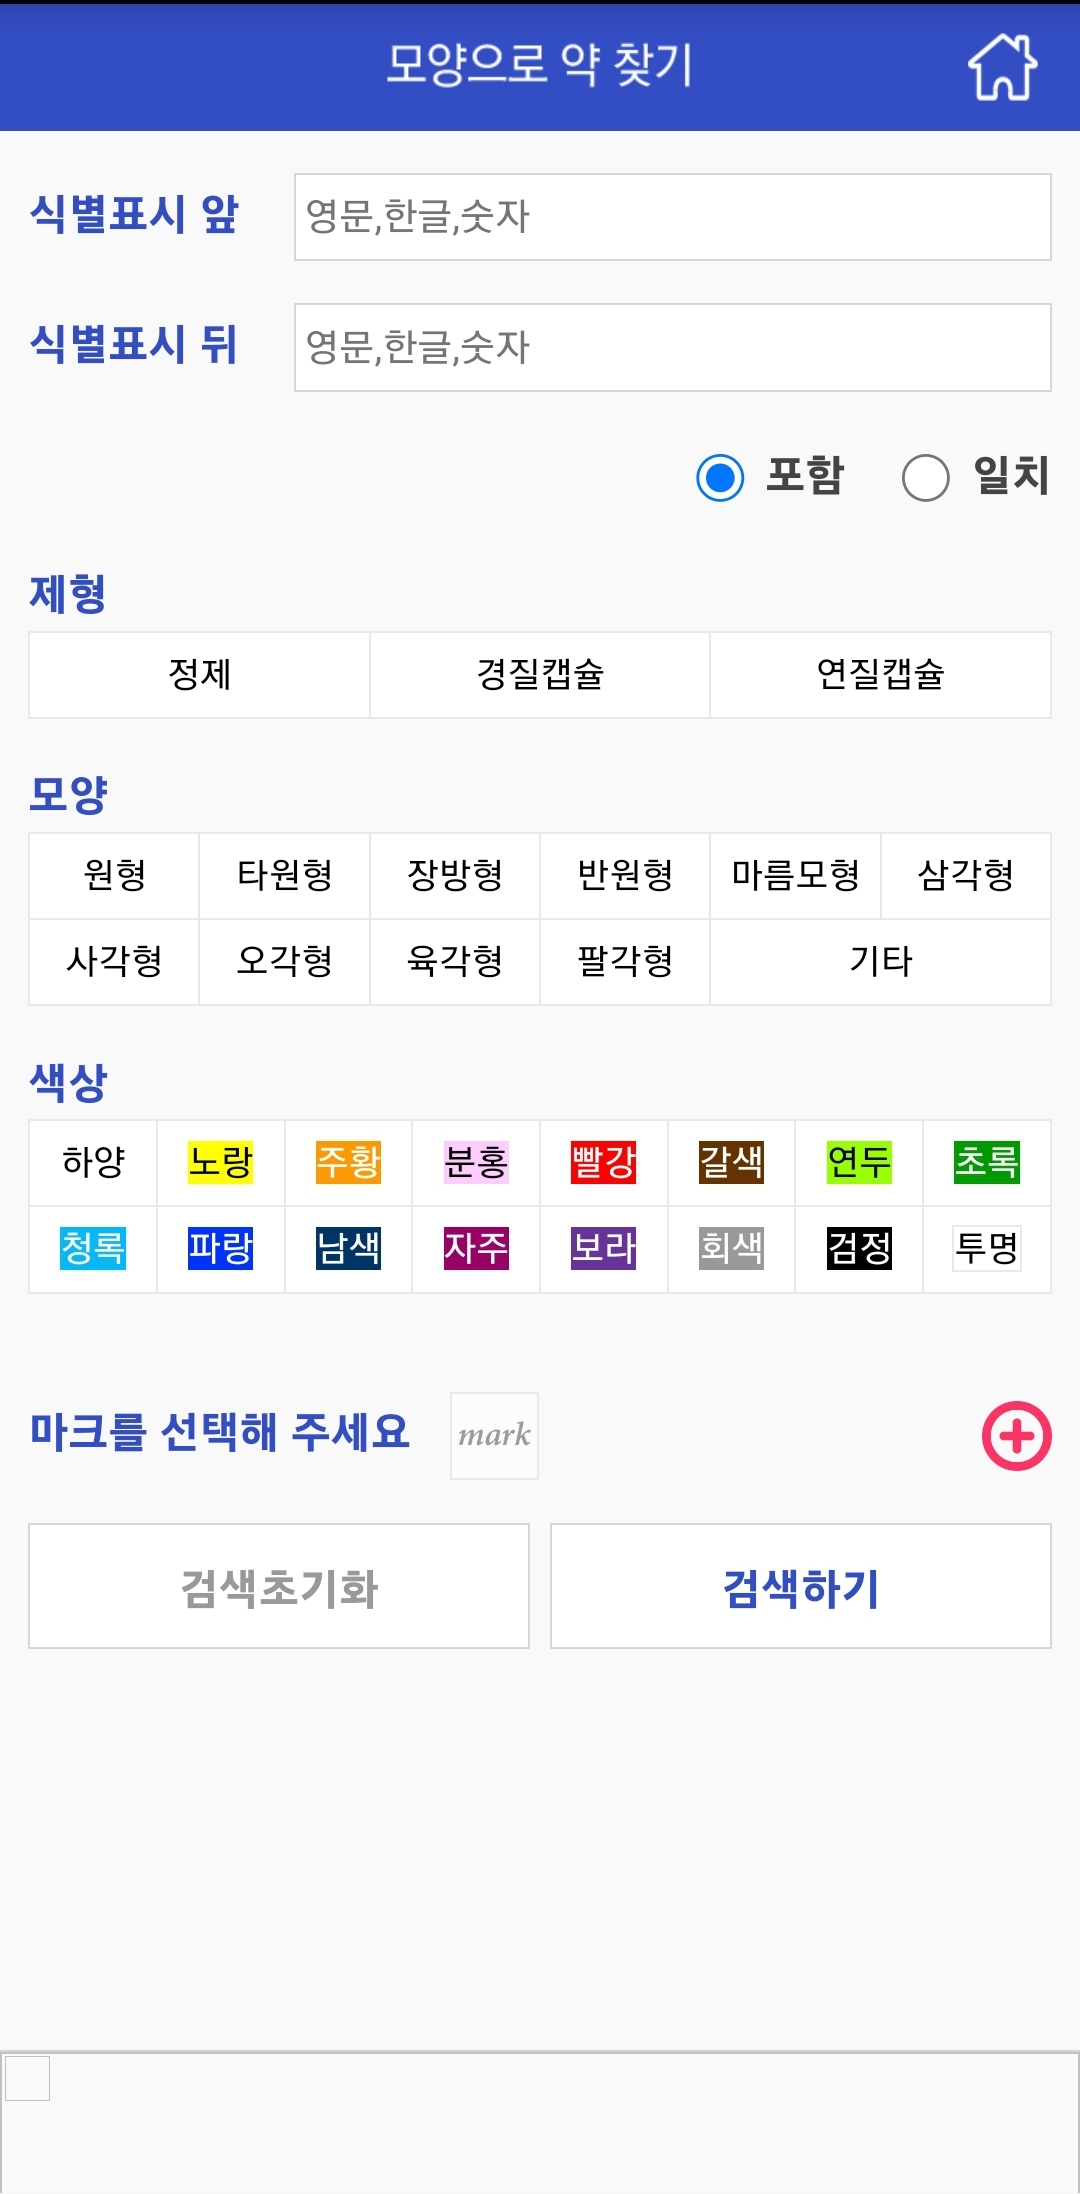 모양으로 약 찾기
식별표시 앞 영문,한글,숫자
식별표시 뒤 영문,한글,숫자
포함 일치
제형
정제 경질캡슐 연질캡슐
모양
원형 타원형 장방형 반원형 마름모형 삼각형
사각형 오각형 육각형 팔각형 기타
색상
하양 노랑 주황 분홍 빨강 갈색 연두 초록
청록 파랑 남색 자주 보라 회색 검정 투명
마크를 선택해 주세요 mark
검색초기화 검색하기